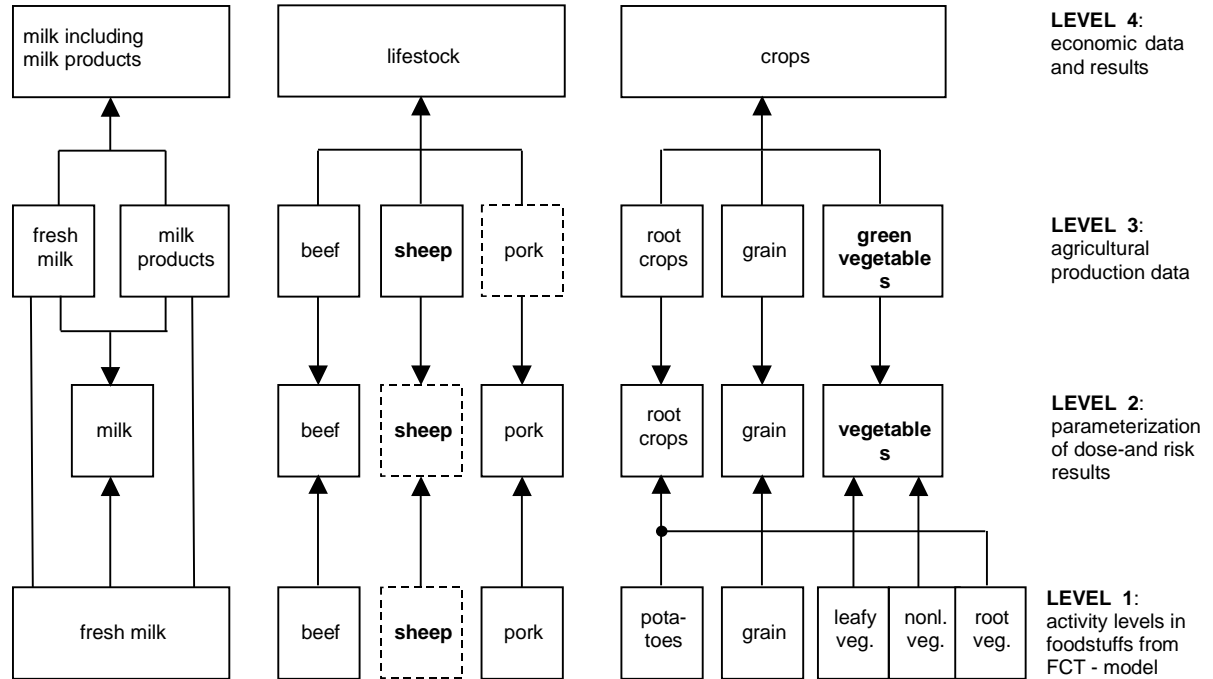 milk including
milk products
lifestock
crops
LEVEL 4:
economic data
and results
fresh
milk
milk
products
beef
sheep
pork
root
crops
grain
green
vegetable
s
LEVEL 3:
agricultural
production data
milk
beef
sheep
pork
root
crops
grain
vegetable
s
LEVEL 2:
parameterization
of dose-and risk
results
fresh milk
beef
sheep
pork
pota-
toes
grain
leafy
veg.
nonl.
veg.
root
veg.
LEVEL 1:
activity levels in
foodstuffs from
FCT - model